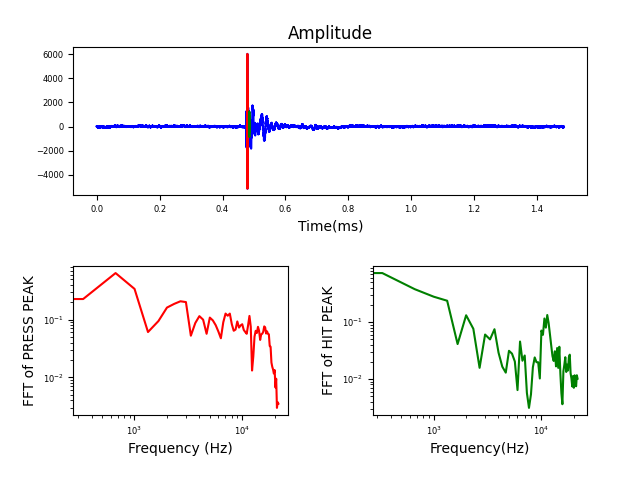 Amplitude
6000
4000
2000
0
−2000
−4000
0.0 0.2 0.4 0.6 0.8 1.0 1.2 1.4
Time(ms)
FFT of PRESS PEAK
10⁻¹
10⁻²
10³ 10⁴
Frequency (Hz)
FFT of HIT PEAK
10⁻¹
10⁻²
10³ 10⁴
Frequency(Hz)